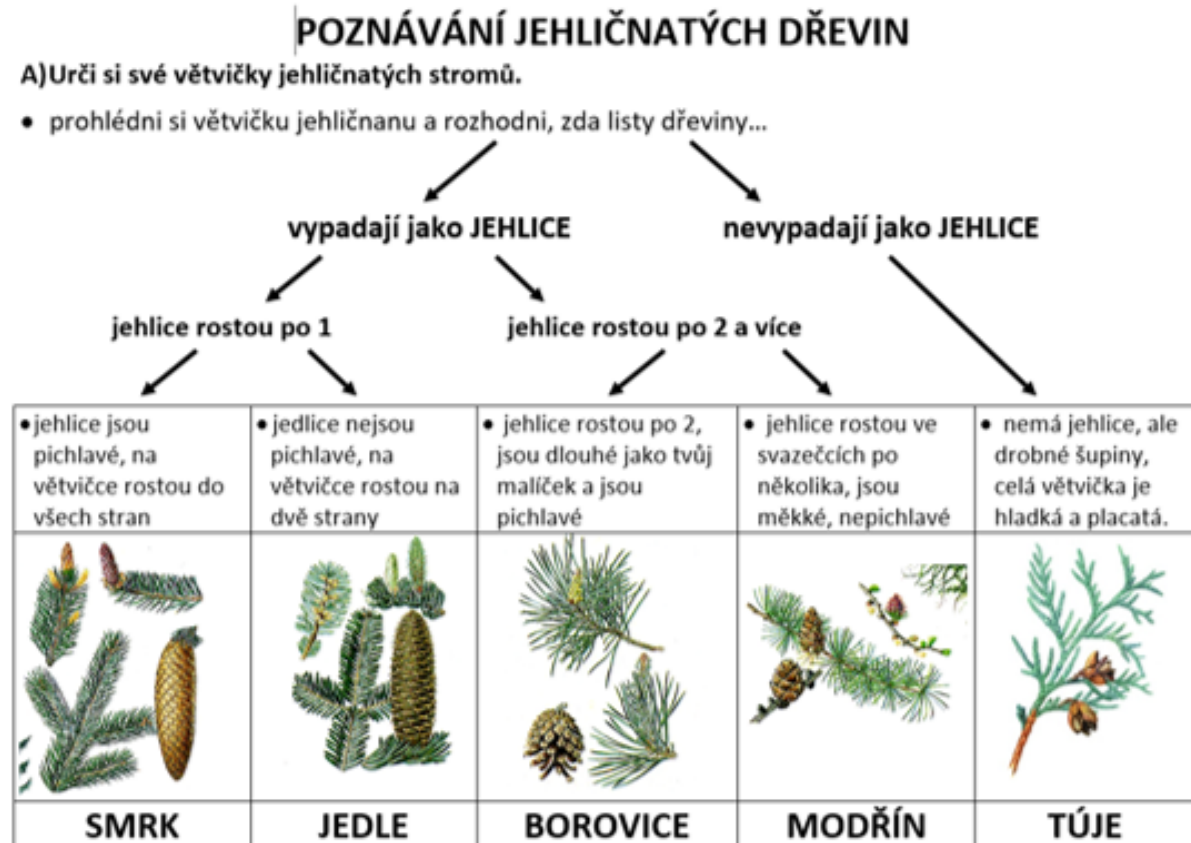 POZNÁVÁNÍ JEHLIČNATÝCH DŘEVIN
A)Urči si své větvičky jehličnatých stromů.
• prohlédni si větvičku jehličnanu a rozhodni, zda listy dřeviny...
vypadají jako JEHLICE
nevypadají jako JEHLICE
jehlice rostou po 1
jehlice rostou po 2 a více
• jehlice jsou
pichlavé, na
větvičce rostou do
všech stran
• jedlice nejsou
pichlavé, na
větvičce rostou na
dvě strany
• jehlice rostou po 2,
jsou dlouhé jako tvůj
malíček a jsou
pichlavé
• jehlice rostou ve
svazečcích po
několika, jsou
měkké, nepichlavé
• nemá jehlice, ale
drobné šupiny,
celá větvička je
hladká a placatá.
SMRK
JEDLE
BOROVICE
MODŘÍN
TÚJE